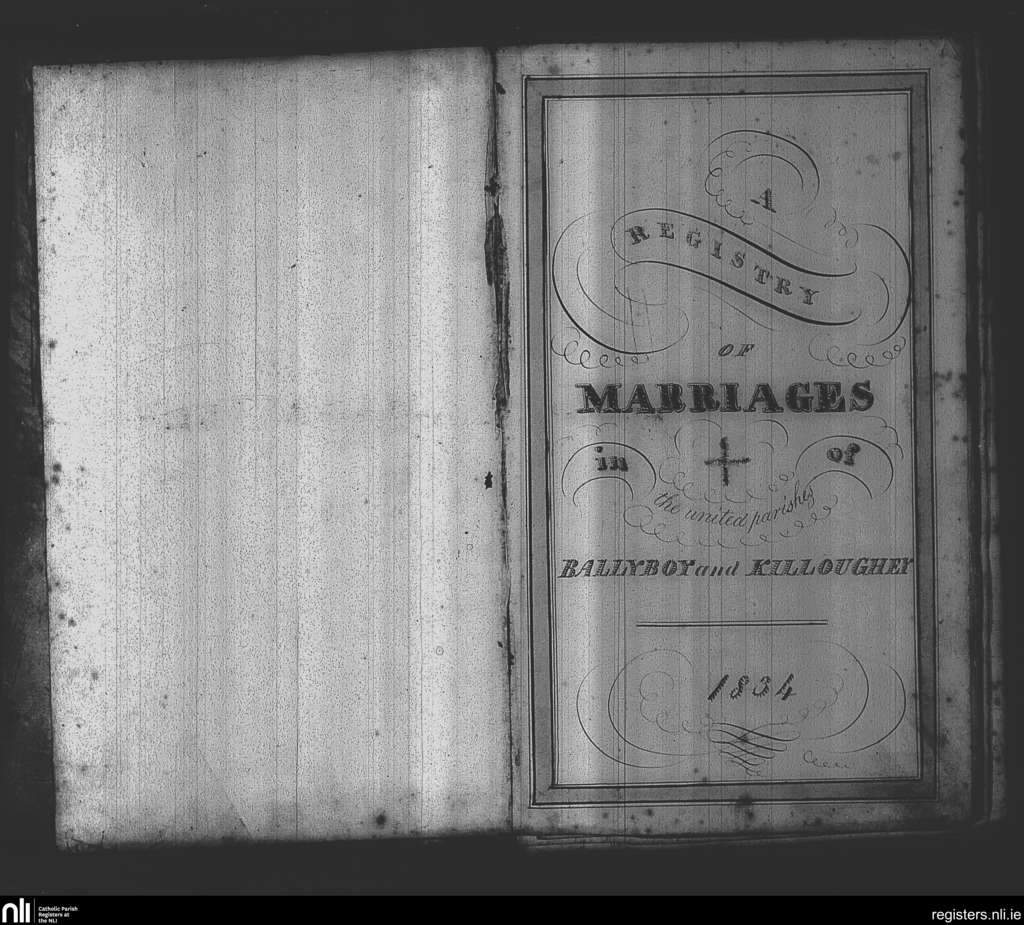 A
REGISTRY
OF
MARRIAGES
in of
the united parishes
BALLYBOY and KILLOUGHEY
1834
nli Catholic Parish
Registers at
the NLI
registers.nli.ie